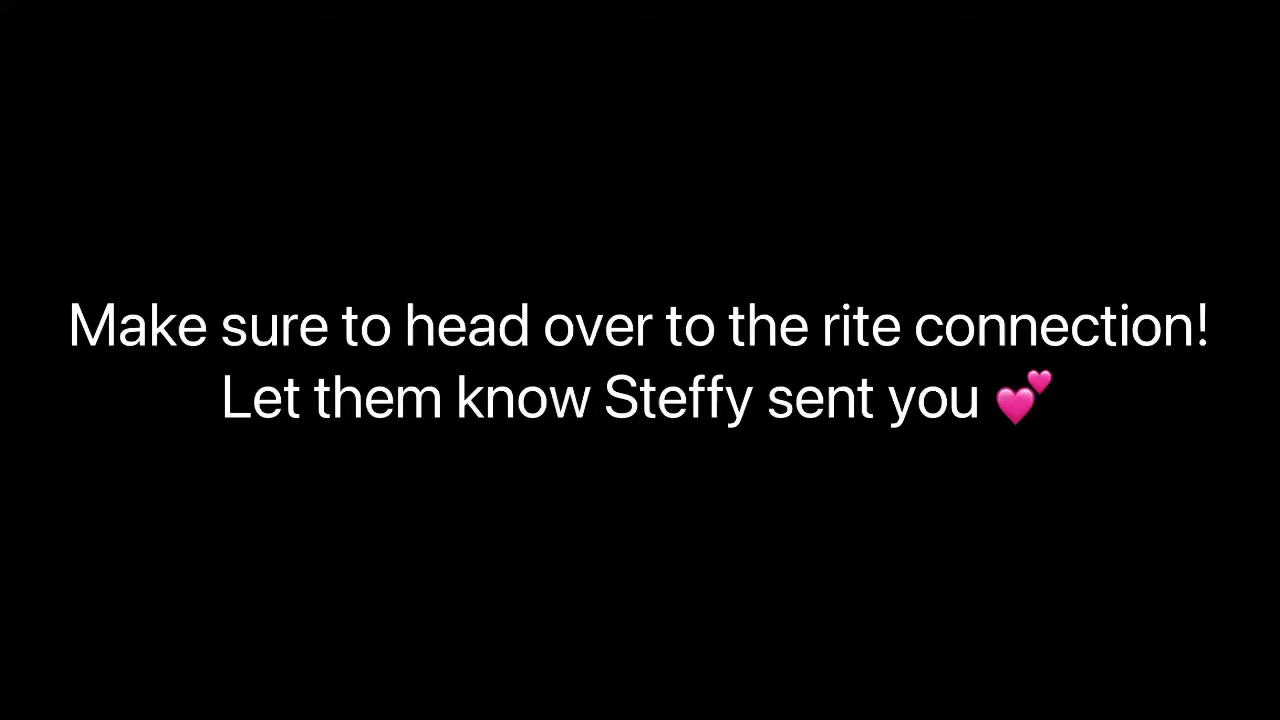 Make sure to head over to the rite connection!
Let them know Steffy sent you 💕